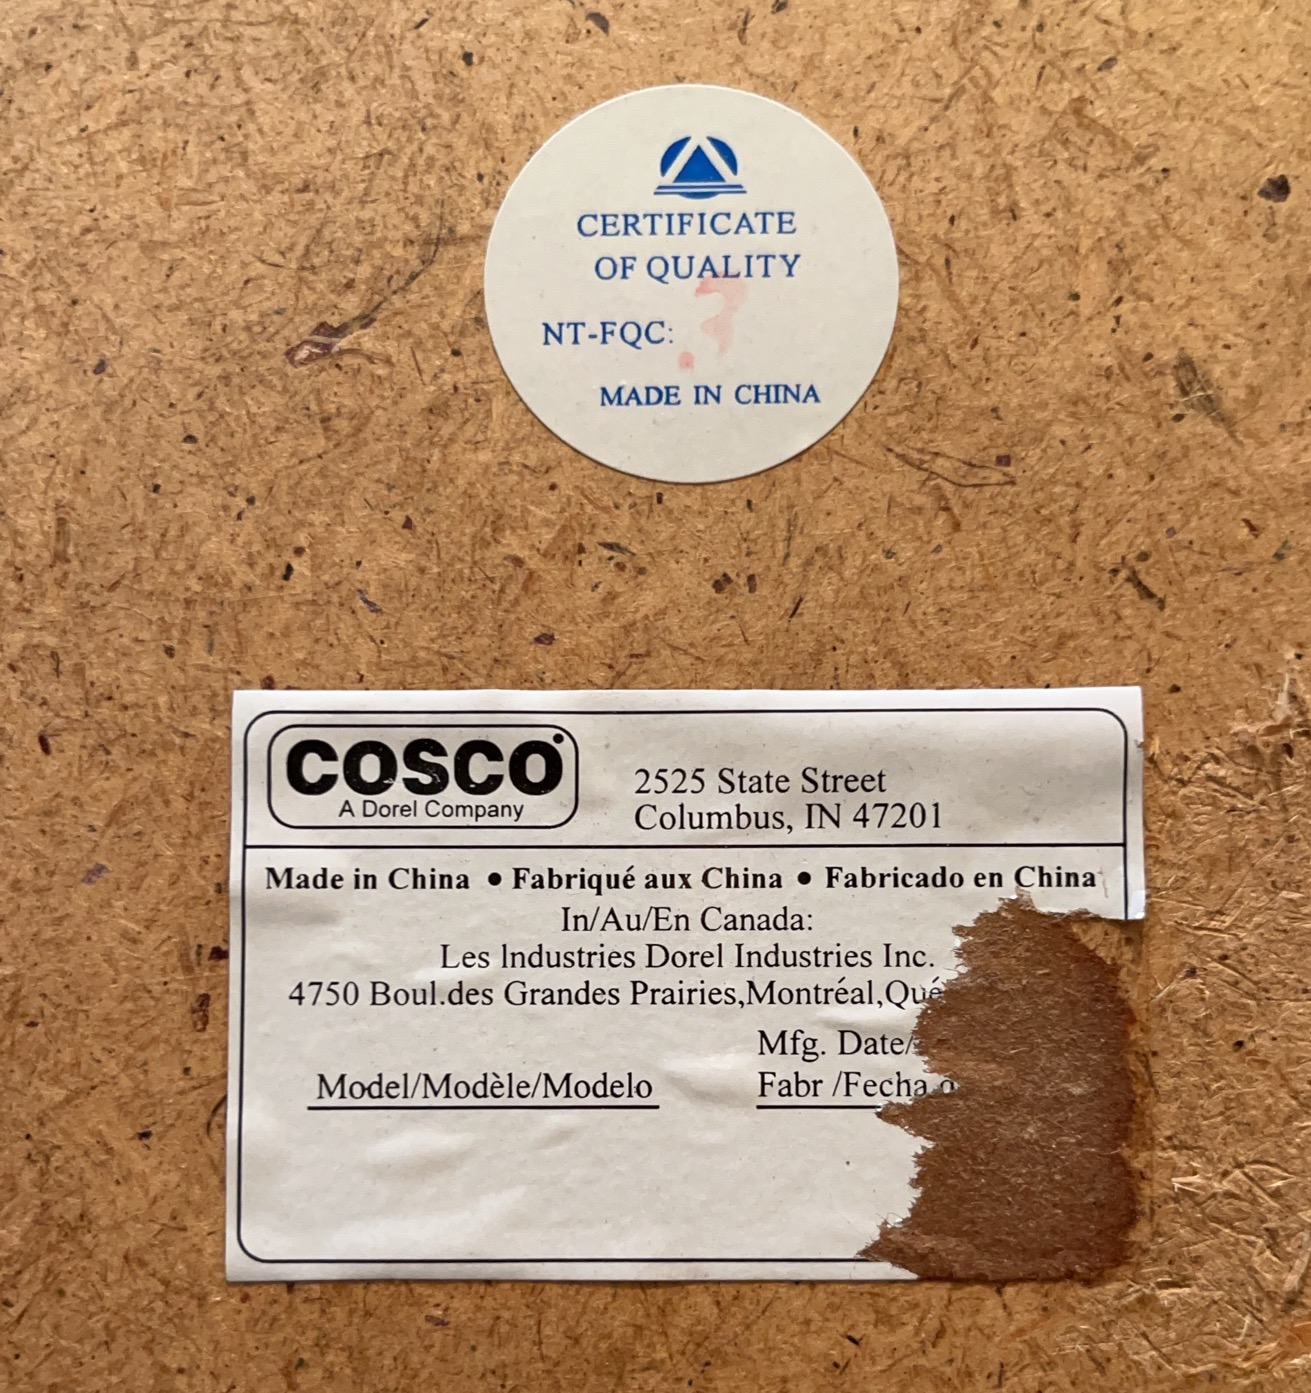 CERTIFICATE
OF QUALITY
NT-FQC:
MADE IN CHINA
COSCO
A Dorel Company
2525 State Street
Columbus, IN 47201
Made in China • Fabriqué aux China • Fabricado en China
In/Au/En Canada:
Les Industries Dorel Industries Inc.
4750 Boul.des Grandes Prairies,Montréal,Qué
Mfg. Date/
Model/Modèle/Modelo
Fabr /Fecha